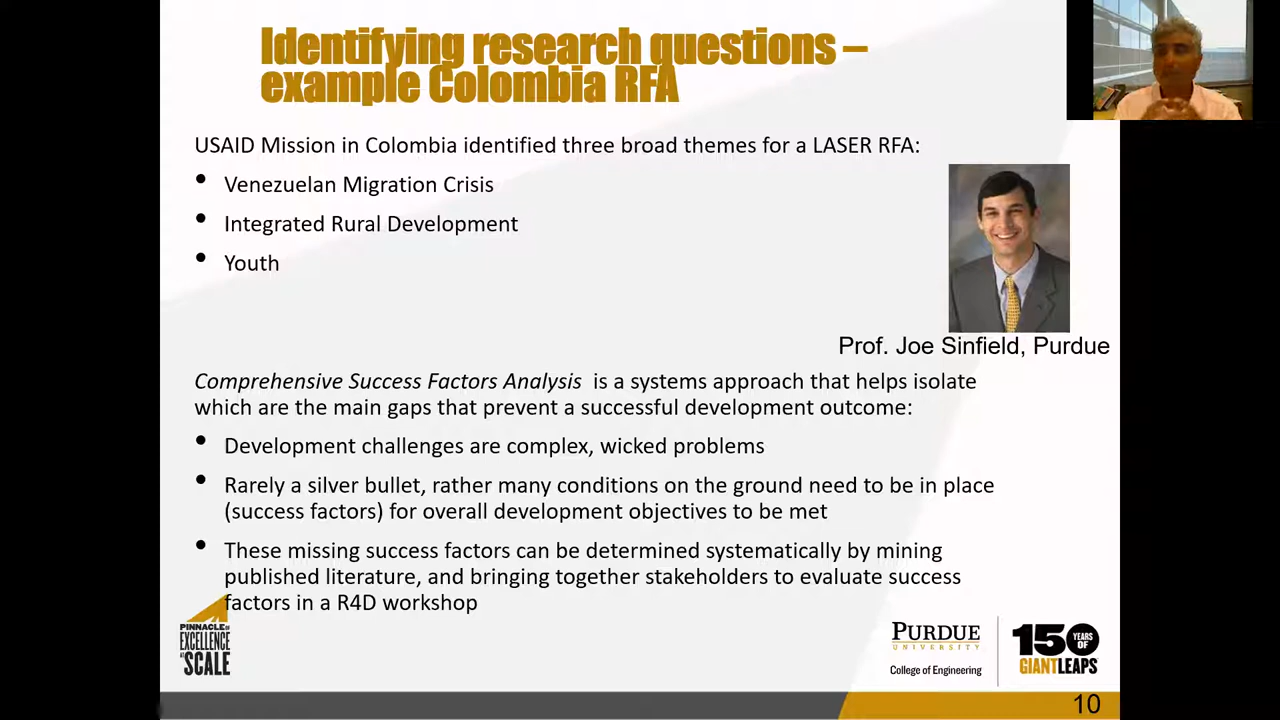 Identifying research questions –
example Colombia RFA
USAID Mission in Colombia identified three broad themes for a LASER RFA:
• Venezuelan Migration Crisis
• Integrated Rural Development
• Youth
Prof. Joe Sinfield, Purdue
Comprehensive Success Factors Analysis is a systems approach that helps isolate
which are the main gaps that prevent a successful development outcome:
• Development challenges are complex, wicked problems
• Rarely a silver bullet, rather many conditions on the ground need to be in place
(success factors) for overall development objectives to be met
• These missing success factors can be determined systematically by mining
published literature, and bringing together stakeholders to evaluate success
factors in a R4D workshop
PINNACLE OF
EXCELLENCE
AT SCALE
PURDUE
UNIVERSITY
College of Engineering
150 YEARS OF
GIANT LEAPS
10